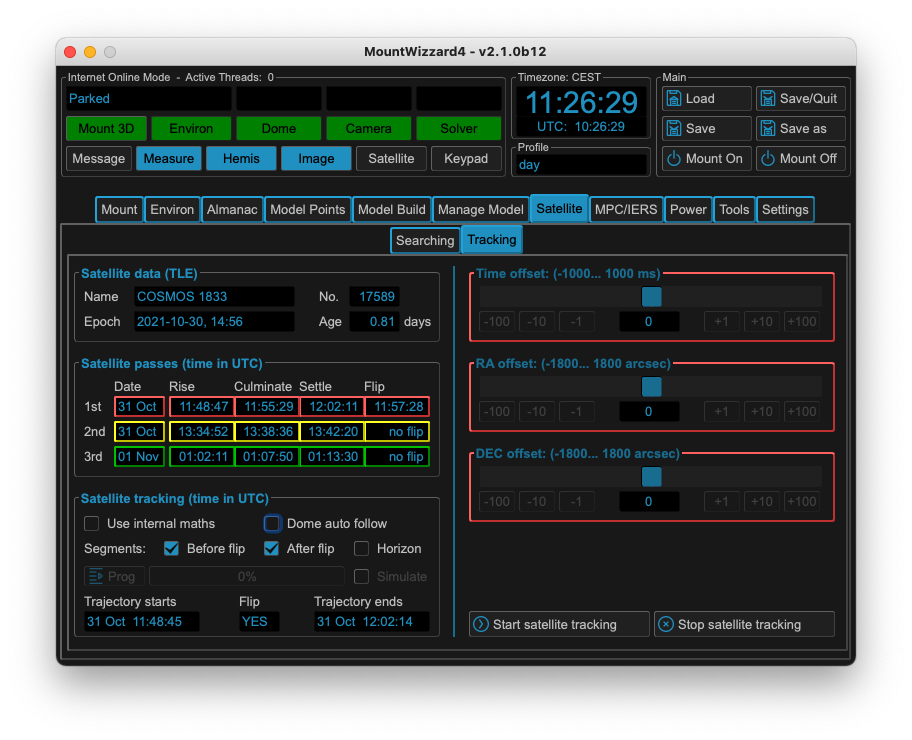 MountWizzard4 - v2.1.0b12
Internet Online Mode - Active Threads: 0
Parked
Mount 3D Environ Dome Camera Solver
Message Measure Hemis Image Satellite Keypad
Timezone: CEST
11:26:29
UTC: 10:26:29
Profile
day
Main
Load Save/Quit
Save Save as
Mount On Mount Off
Mount Environ Almanac Model Points Model Build Manage Model Satellite MPC/IERS Power Tools Settings
Searching Tracking
Satellite data (TLE)
Name COSMOS 1833 No. 17589
Epoch 2021-10-30, 14:56 Age 0.81 days
Satellite passes (time in UTC)
Date Rise Culminate Settle Flip
1st 31 Oct 11:48:47 11:55:29 12:02:11 11:57:28
2nd 31 Oct 13:34:52 13:38:36 13:42:20 no flip
3rd 01 Nov 01:02:11 01:07:50 01:13:30 no flip
Satellite tracking (time in UTC)
Use internal maths Dome auto follow
Segments: Before flip After flip Horizon
Prog 0% Simulate
Trajectory starts Flip Trajectory ends
31 Oct 11:48:45 YES 31 Oct 12:02:14
Time offset: (-1000... 1000 ms)
-100 -10 -1 0 +1 +10 +100
RA offset: (-1800... 1800 arcsec)
-100 -10 -1 0 +1 +10 +100
DEC offset: (-1800... 1800 arcsec)
-100 -10 -1 0 +1 +10 +100
Start satellite tracking Stop satellite tracking